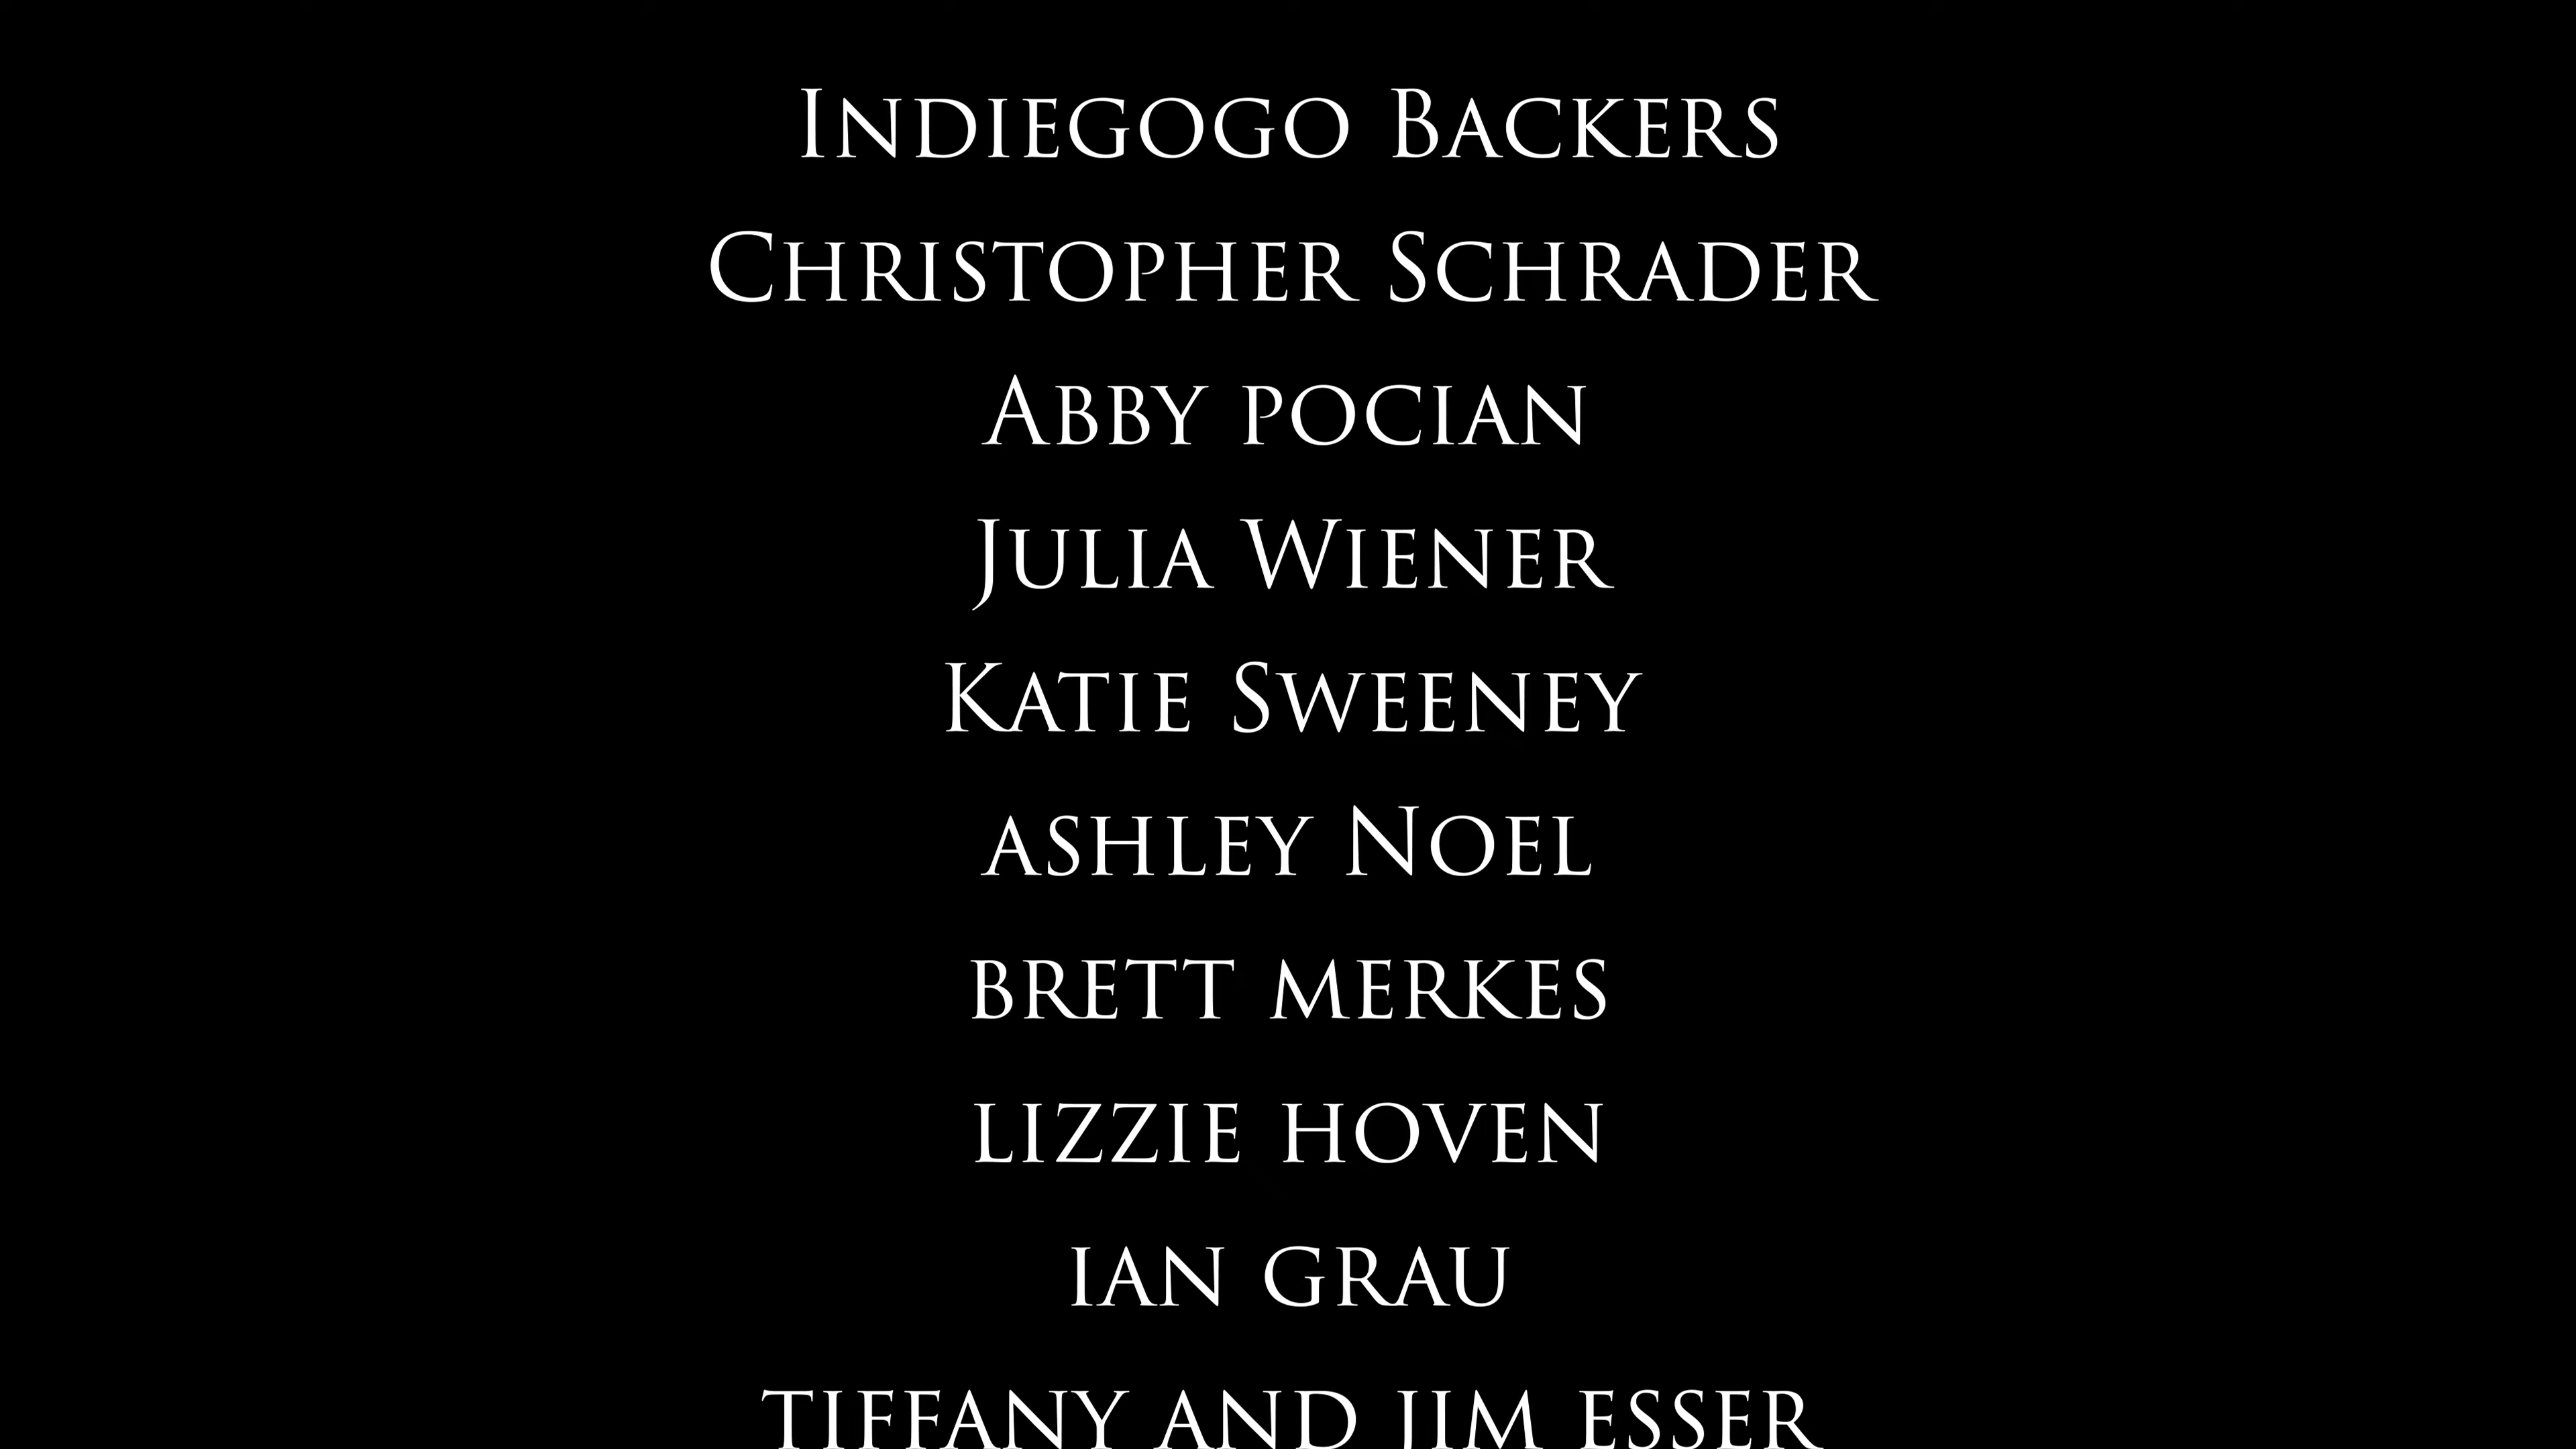 Indiegogo Backers
Christopher Schrader
Abby pocian
Julia Wiener
Katie Sweeney
ashley Noel
brett merkes
lizzie hoven
ian grau
tiffany and jim esser